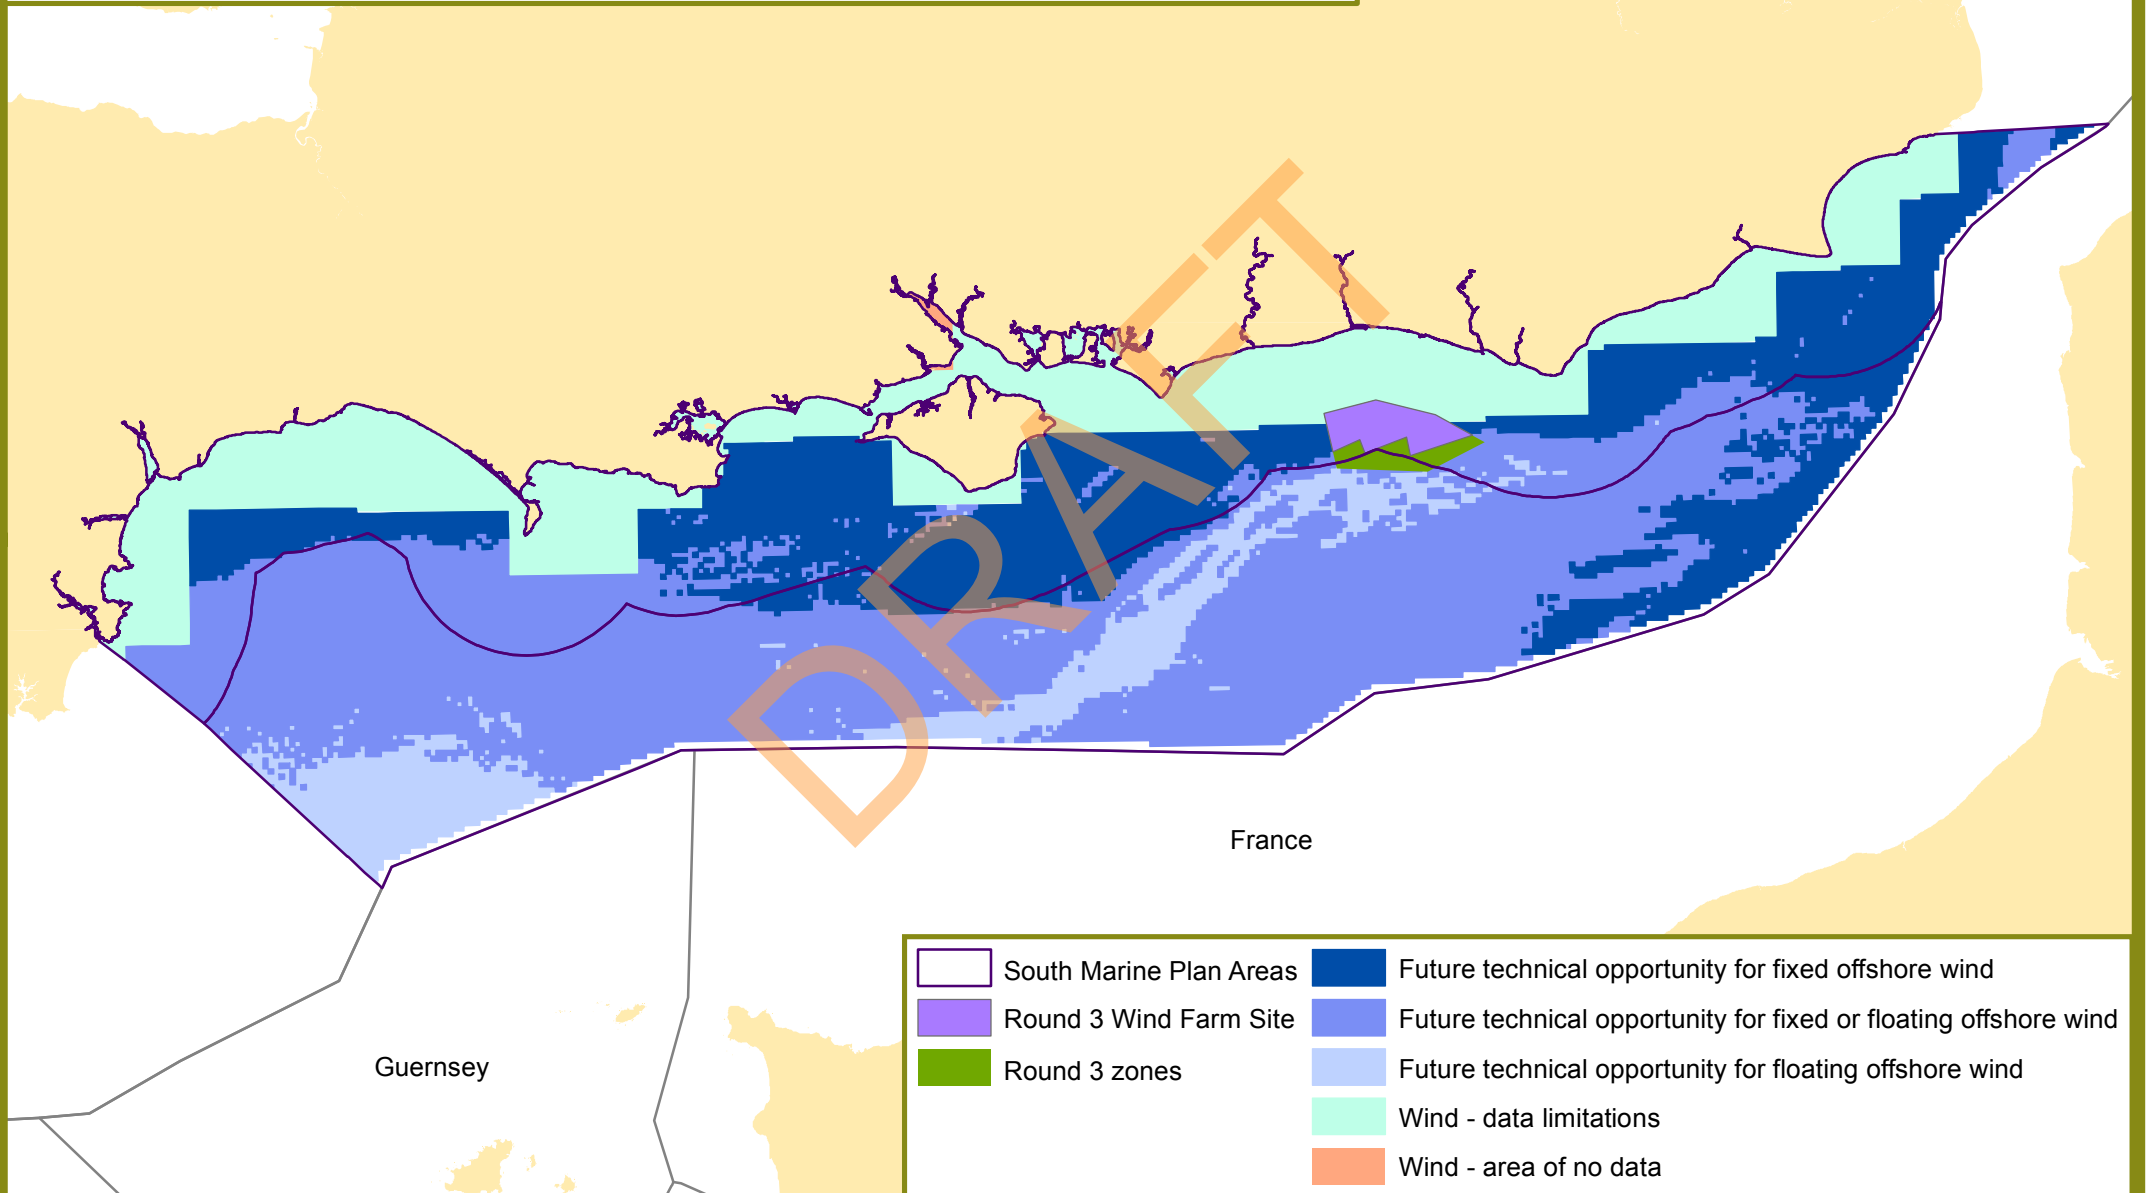 DRAFT
France
Guernsey
South Marine Plan Areas
Round 3 Wind Farm Site
Round 3 zones
Future technical opportunity for fixed offshore wind
Future technical opportunity for fixed or floating offshore wind
Future technical opportunity for floating offshore wind
Wind - data limitations
Wind - area of no data